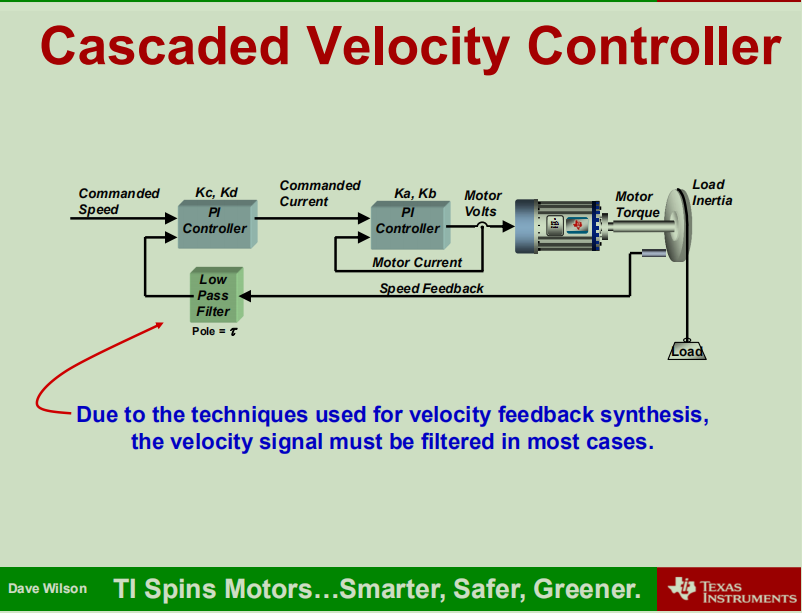 Cascaded Velocity Controller
Commanded
Speed
Kc, Kd
PI
Controller
Commanded
Current
Ka, Kb
PI
Controller
Motor
Volts
Motor
Torque
Load
Inertia
Motor Current
Speed Feedback
Low
Pass
Filter
Pole = τ
Load
Due to the techniques used for velocity feedback synthesis,
the velocity signal must be filtered in most cases.
Dave Wilson
TI Spins Motors…Smarter, Safer, Greener.
TEXAS
INSTRUMENTS